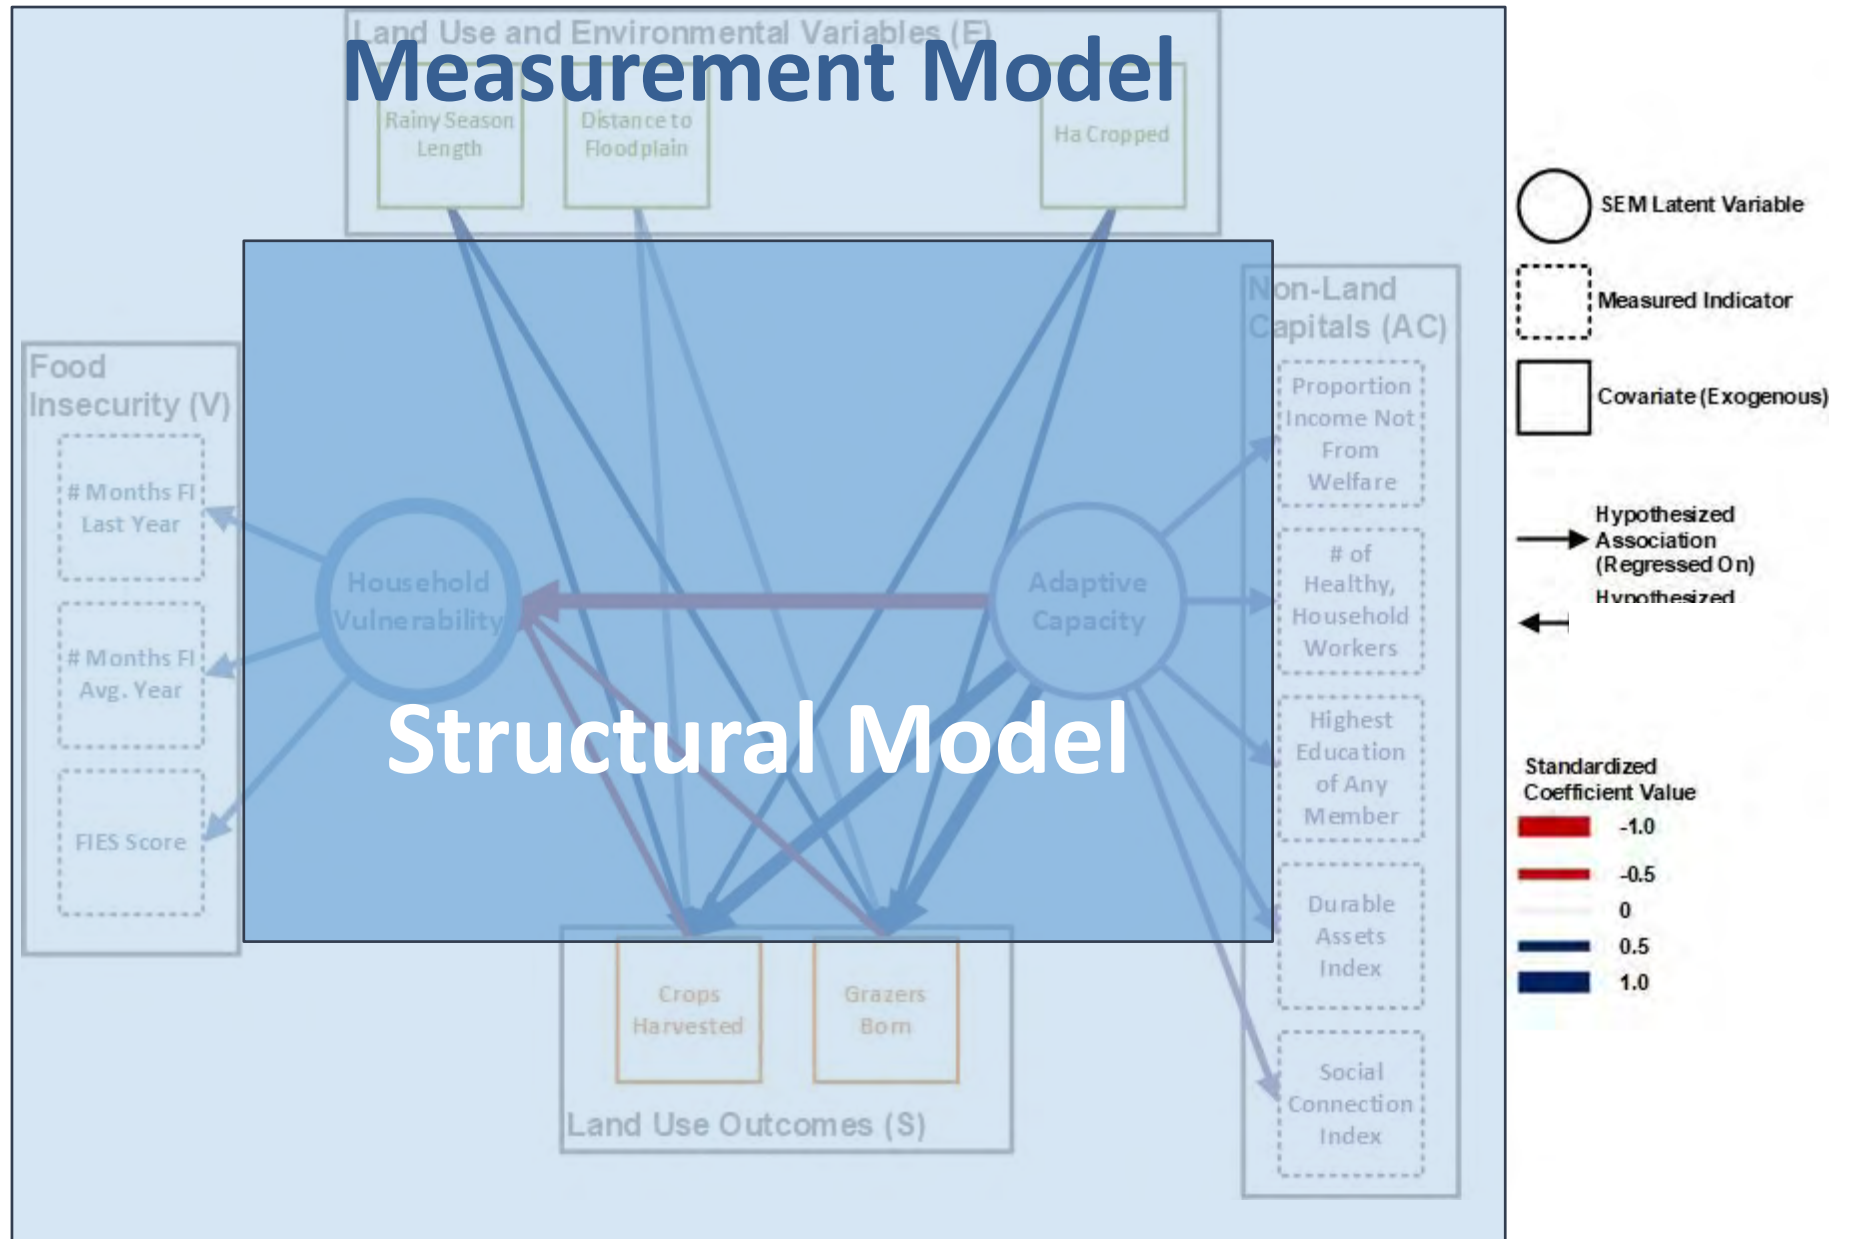 Land Use and Environmental Variables (E)
Measurement Model
Rainy Season
Length
Distance to
Floodplain
Ha Cropped
Food
Insecurity (V)
# Months FI
Last Year
# Months FI
Avg. Year
FIES Score
Household
Vulnerability
Adaptive
Capacity
Structural Model
Non-Land
Capitals (AC)
Proportion
Income Not
From
Welfare
# of
Healthy,
Household
Workers
Highest
Education
of Any
Member
Durable
Assets
Index
Social
Connection
Index
Crops
Harvested
Grazers
Born
Land Use Outcomes (S)
SEM Latent Variable
Measured Indicator
Covariate (Exogenous)
Hypothesized
Association
(Regressed On)
Hypothesized
Standardized
Coefficient Value
-1.0
-0.5
0
0.5
1.0